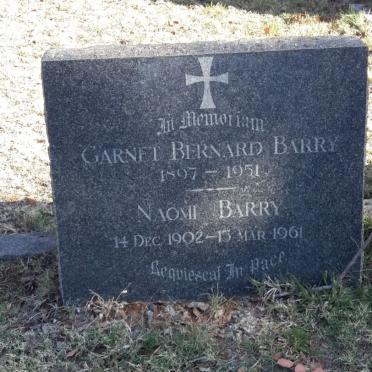 In Memoriam
GARNET BERNARD BARRY
1897 – 1951
NAOMI BARRY
14 DEC 1902 – 15 MAR 1961
Requiescat In Pace